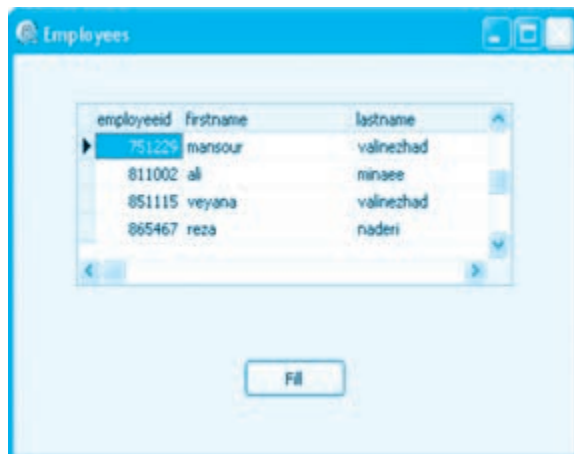 Employees
employeeid firstname lastname
751229 mansour valinezhad
811002 ali minaee
851115 veyana valinezhad
865467 reza naderi
Fill